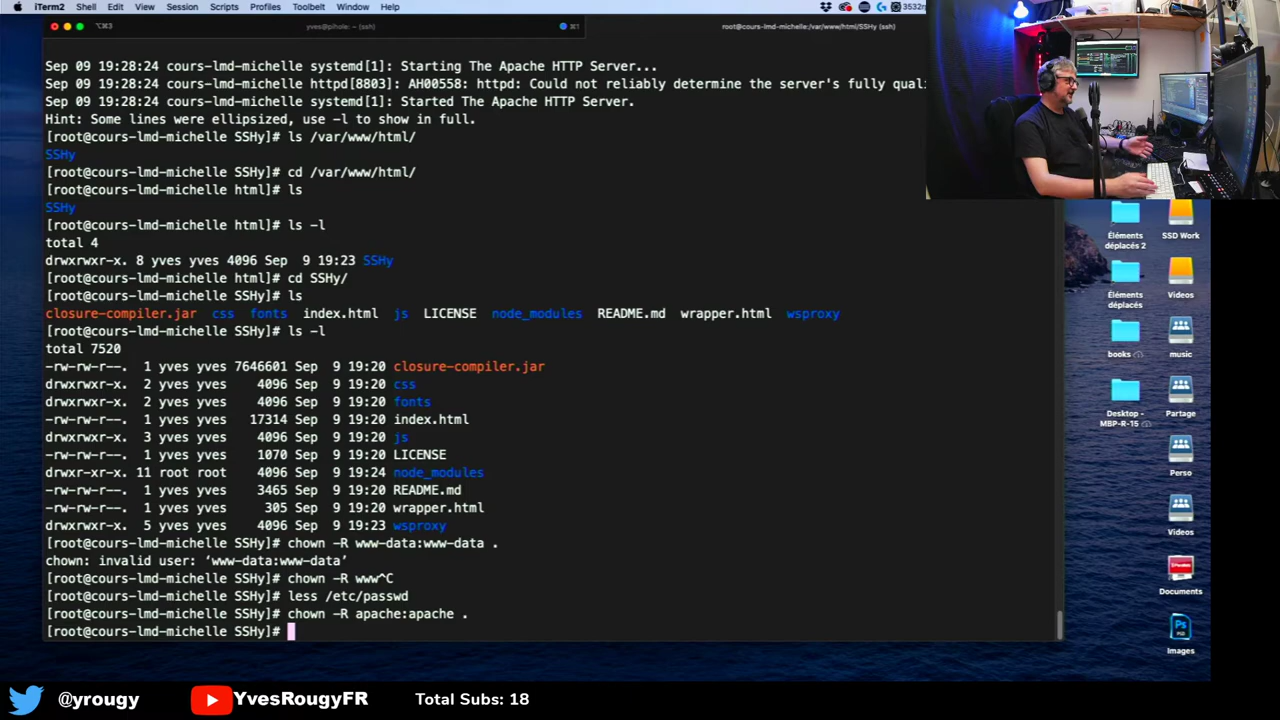 iTerm2 Shell Edit View Session Scripts Profiles Toolbelt Window Help
⌥⌘3 yves@pihole: (ssh) ⌘1 root@cours-lmd-michelle:/var/www/html/SSHy (ssh)
Sep 09 19:28:24 cours-lmd-michelle systemd[1]: Starting The Apache HTTP Server...
Sep 09 19:28:24 cours-lmd-michelle httpd[1563]: AH00558: httpd: Could not reliably determine the server's fully quali
Sep 09 19:28:24 cours-lmd-michelle systemd[1]: Started The Apache HTTP Server.
Hint: Some lines were ellipsized, use -l to show in full.
[root@cours-lmd-michelle SSHy]# ls /var/www/html/
SSHy
[root@cours-lmd-michelle SSHy]# cd /var/www/html/
[root@cours-lmd-michelle html]# ls
SSHy
[root@cours-lmd-michelle html]# ls -l
total 4
drwxrwxr-x. 8 yves yves 4096 Sep  9 19:23 SSHy
[root@cours-lmd-michelle html]# cd SSHy/
[root@cours-lmd-michelle SSHy]# ls
closure-compiler.jar css fonts index.html js LICENSE node_modules README.md wrapper.html wsproxy
[root@cours-lmd-michelle SSHy]# ls -l
total 7520
-rw-rw-r--. 1 yves yves 7646601 Sep  9 19:20 closure-compiler.jar
drwxrwxr-x. 2 yves yves 4096 Sep  9 19:20 css
drwxrwxr-x. 2 yves yves 4096 Sep  9 19:20 fonts
-rw-rw-r--. 1 yves yves 17314 Sep  9 19:20 index.html
drwxrwxr-x. 3 yves yves 4096 Sep  9 19:20 js
-rw-rw-r--. 1 yves yves 1070 Sep  9 19:20 LICENSE
drwxr-xr-x. 11 root root 4096 Sep  9 19:24 node_modules
-rw-rw-r--. 1 yves yves 3465 Sep  9 19:20 README.md
-rw-rw-r--. 1 yves yves 305 Sep  9 19:20 wrapper.html
drwxrwxr-x. 5 yves yves 4096 Sep  9 19:23 wsproxy
[root@cours-lmd-michelle SSHy]# chown -R www-data:www-data .
chown: invalid user: ‘www-data:www-data’
[root@cours-lmd-michelle SSHy]# chown -R www^C
[root@cours-lmd-michelle SSHy]# less /etc/passwd
[root@cours-lmd-michelle SSHy]# chown -R apache:apache .
[root@cours-lmd-michelle SSHy]#
Éléments déplacés 2
SSD Work
Éléments déplacés
Videos
books
music
Desktop - MBP-R-15
Partage
Perso
Videos
Documents
Images
@yrougy YvesRougyFR Total Subs: 18